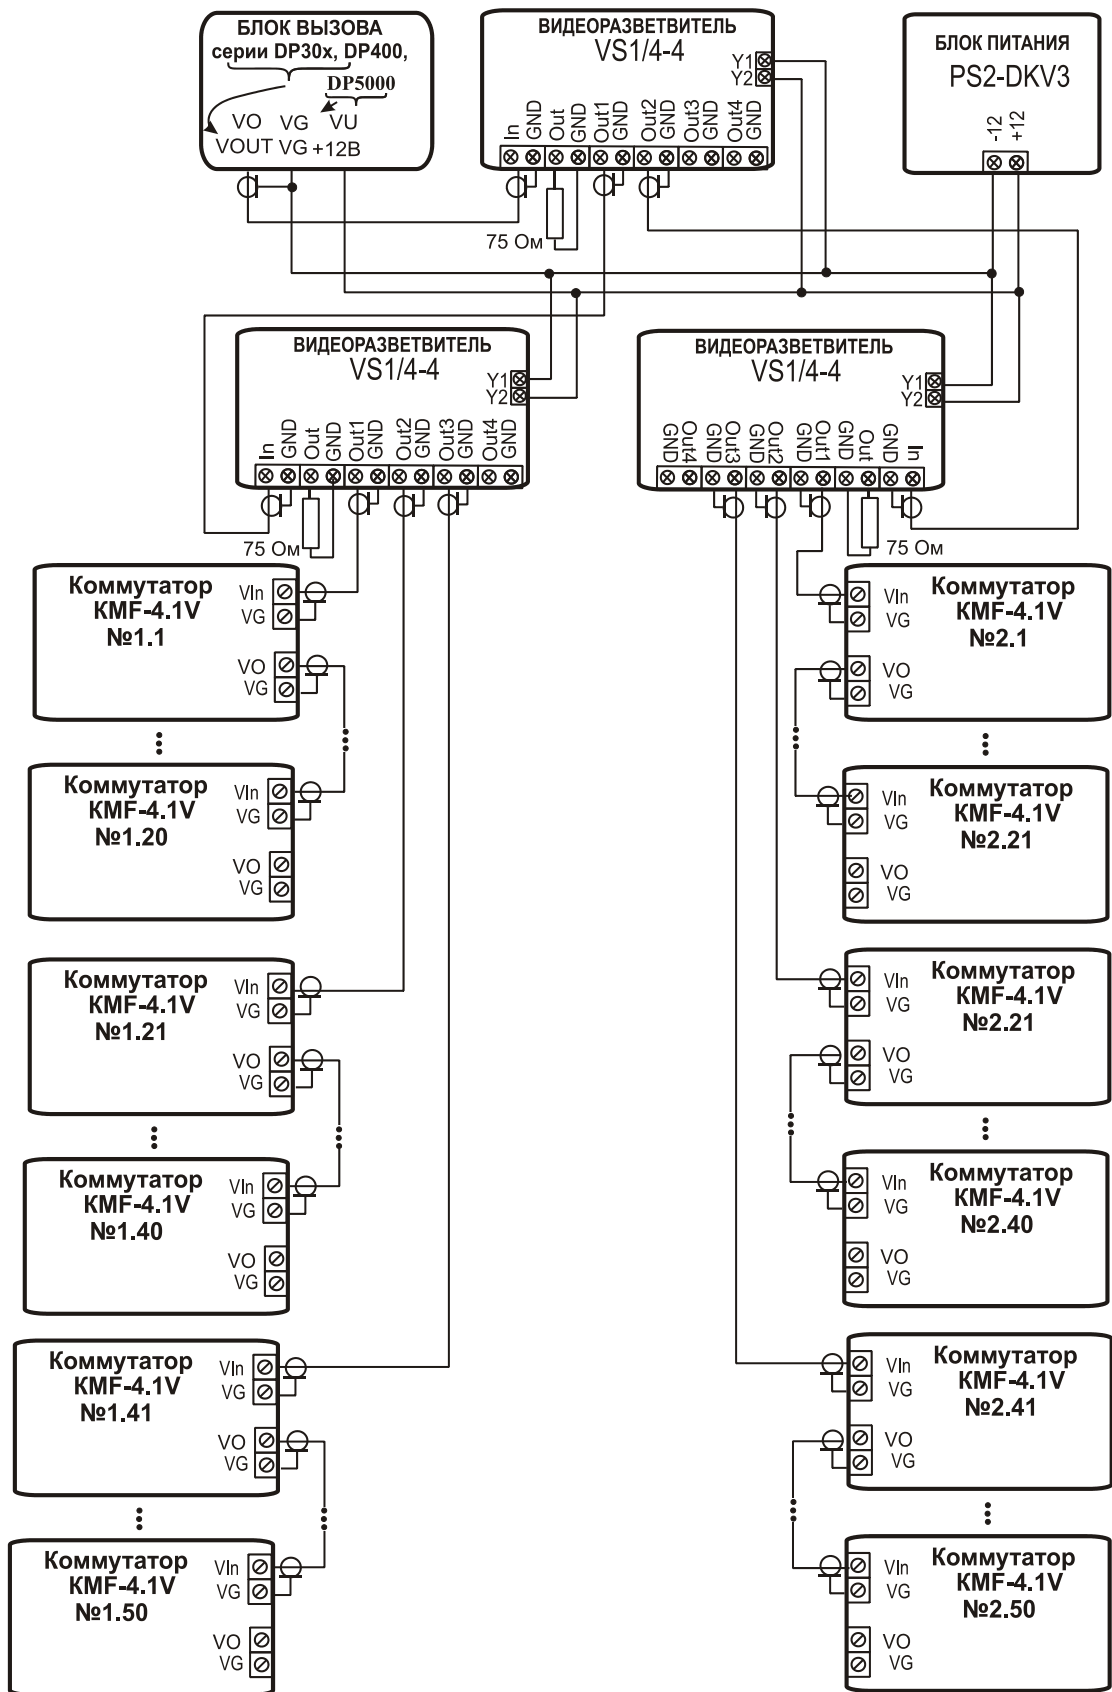 БЛОК ВЫЗОВА
серии DP30x, DP400,
DP5000
VO VG VU
VOUT VG +12В
ВИДЕОРАЗВЕТВИТЕЛЬ
VS1/4-4
Y1
Y2
In GND Out GND Out1 GND Out2 GND Out3 GND Out4 GND
75 Ом
БЛОК ПИТАНИЯ
PS2-DKV3
-12 +12
ВИДЕОРАЗВЕТВИТЕЛЬ
VS1/4-4
Y1
Y2
In GND Out GND Out1 GND Out2 GND Out3 GND Out4 GND
75 Ом
ВИДЕОРАЗВЕТВИТЕЛЬ
VS1/4-4
Y1
Y2
GND Out4 GND Out3 GND Out2 GND Out1 GND Out GND In
75 Ом
Коммутатор
KMF-4.1V
№1.1
VIn
VG
VO
VG
Коммутатор
KMF-4.1V
№1.20
VIn
VG
VO
VG
Коммутатор
KMF-4.1V
№1.21
VIn
VG
VO
VG
Коммутатор
KMF-4.1V
№1.40
VIn
VG
VO
VG
Коммутатор
KMF-4.1V
№1.41
VIn
VG
VO
VG
Коммутатор
KMF-4.1V
№1.50
VIn
VG
VO
VG
Коммутатор
KMF-4.1V
№2.1
VIn
VG
VO
VG
Коммутатор
KMF-4.1V
№2.21
VIn
VG
VO
VG
Коммутатор
KMF-4.1V
№2.21
VIn
VG
VO
VG
Коммутатор
KMF-4.1V
№2.40
VIn
VG
VO
VG
Коммутатор
KMF-4.1V
№2.41
VIn
VG
VO
VG
Коммутатор
KMF-4.1V
№2.50
VIn
VG
VO
VG